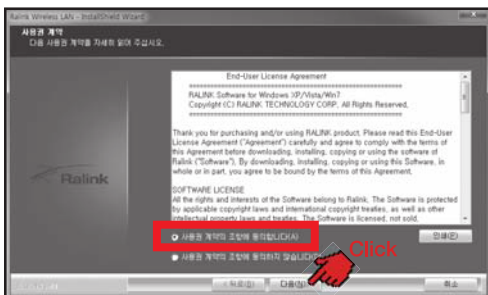 Ralink Wireless LAN - InstallShield Wizard
사용권 계약
다음 사용권 계약을 자세히 읽어 주십시오.
End-User License Agreement
RALINK Software for Windows XP/Vista/Win7
Copyright (C) RALINK TECHNOLOGY CORP, All Rights Reserved,
Thank you for purchasing and/or using RALINK product, Please read this End-User
License Agreement ("Agreement") carefully and agree to comply with the terms of
this Agreement before downloading, installing, copying or using the software of
Ralink ("Software"), By downloading, installing, copying or using this Software, in
whole or in part, you agree to be bound by the terms of this Agreement,
Ralink
SOFTWARE LICENSE
All the rights and interests of the Software belong to Ralink, The Software is protected
by applicable copyright laws and international copyright treaties, as well as other
intellectual property laws and treaties, The Software is licensed, not sold,
사용권 계약의 조항에 동의합니다(A)
인쇄(P)
Click
사용권 계약의 조항에 동의하지 않습니다
< 뒤로(B)
다음(N)
취소